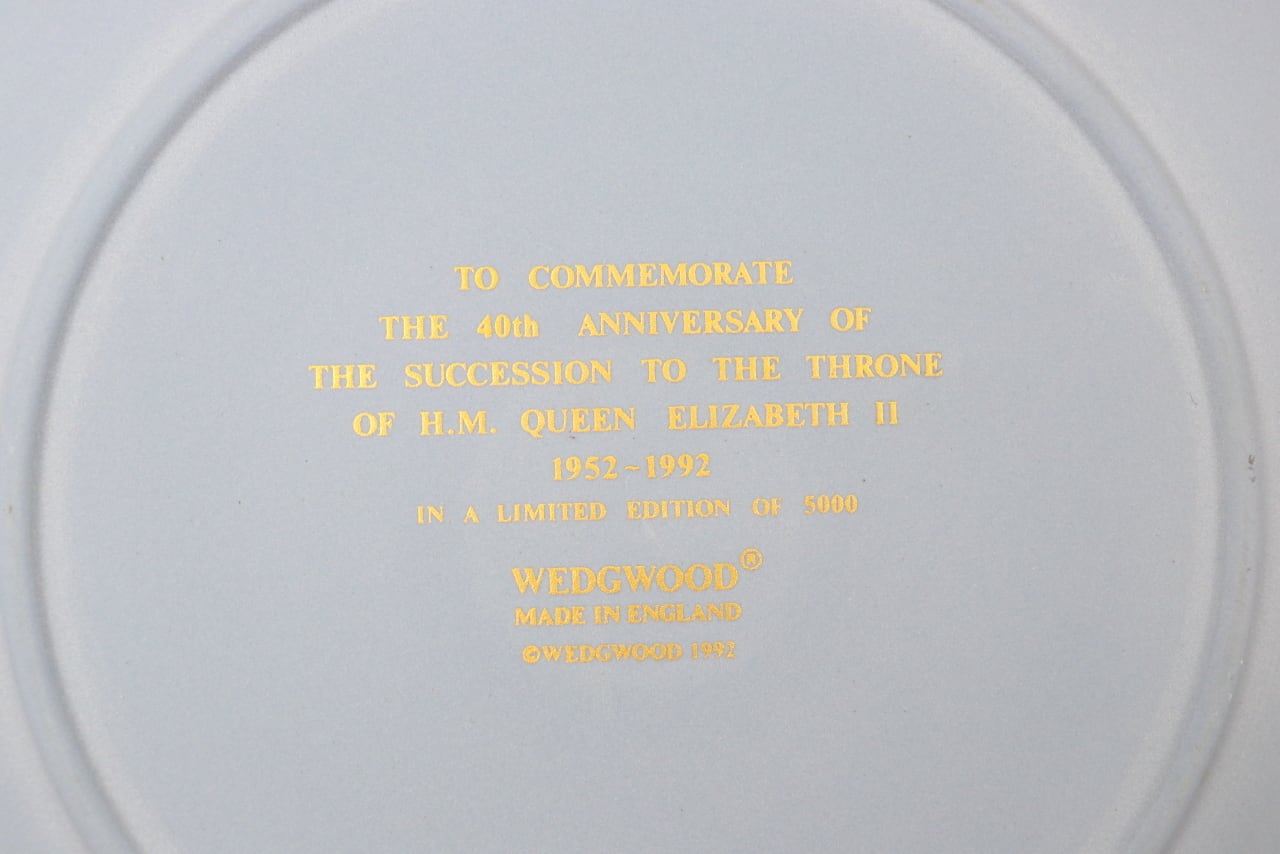 TO COMMEMORATE
THE 40th ANNIVERSARY OF
THE SUCCESSION TO THE THRONE
OF H.M. QUEEN ELIZABETH II
1952~1992
IN A LIMITED EDITION OF 5000
WEDGWOOD®
MADE IN ENGLAND
©WEDGWOOD 1992